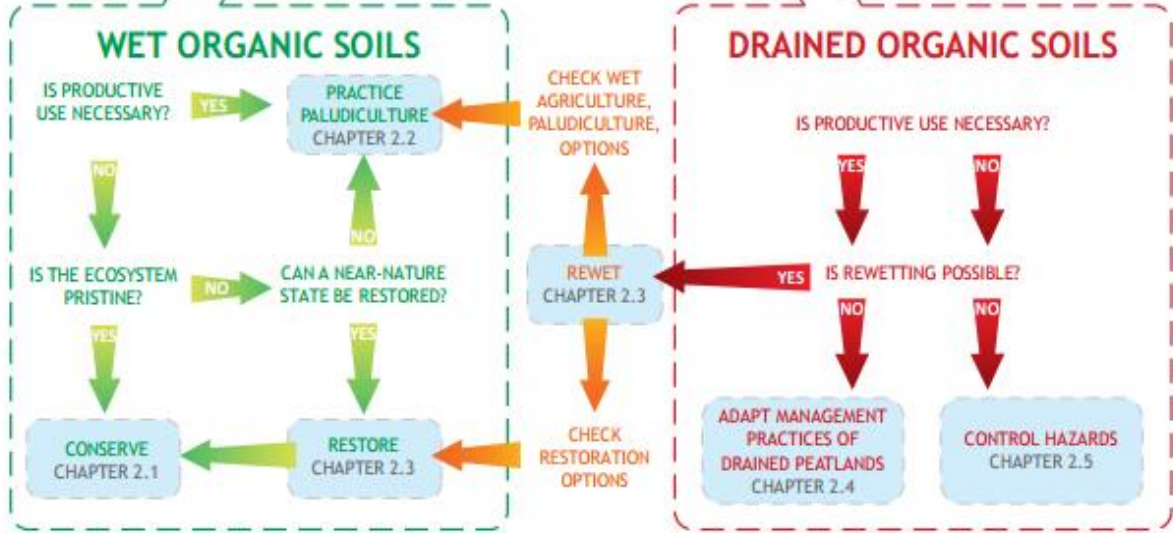 WET ORGANIC SOILS
IS PRODUCTIVE
USE NECESSARY?
YES
PRACTICE
PALUDICULTURE
CHAPTER 2.2
NO
NO
IS THE ECOSYSTEM
PRISTINE?
NO
CAN A NEAR-NATURE
STATE BE RESTORED?
YES
YES
CONSERVE
CHAPTER 2.1
RESTORE
CHAPTER 2.3
CHECK WET
AGRICULTURE,
PALUDICULTURE,
OPTIONS
REWET
CHAPTER 2.3
CHECK
RESTORATION
OPTIONS
DRAINED ORGANIC SOILS
IS PRODUCTIVE USE NECESSARY?
YES
NO
YES
IS REWETTING POSSIBLE?
NO
NO
ADAPT MANAGEMENT
PRACTICES OF
DRAINED PEATLANDS
CHAPTER 2.4
CONTROL HAZARDS
CHAPTER 2.5